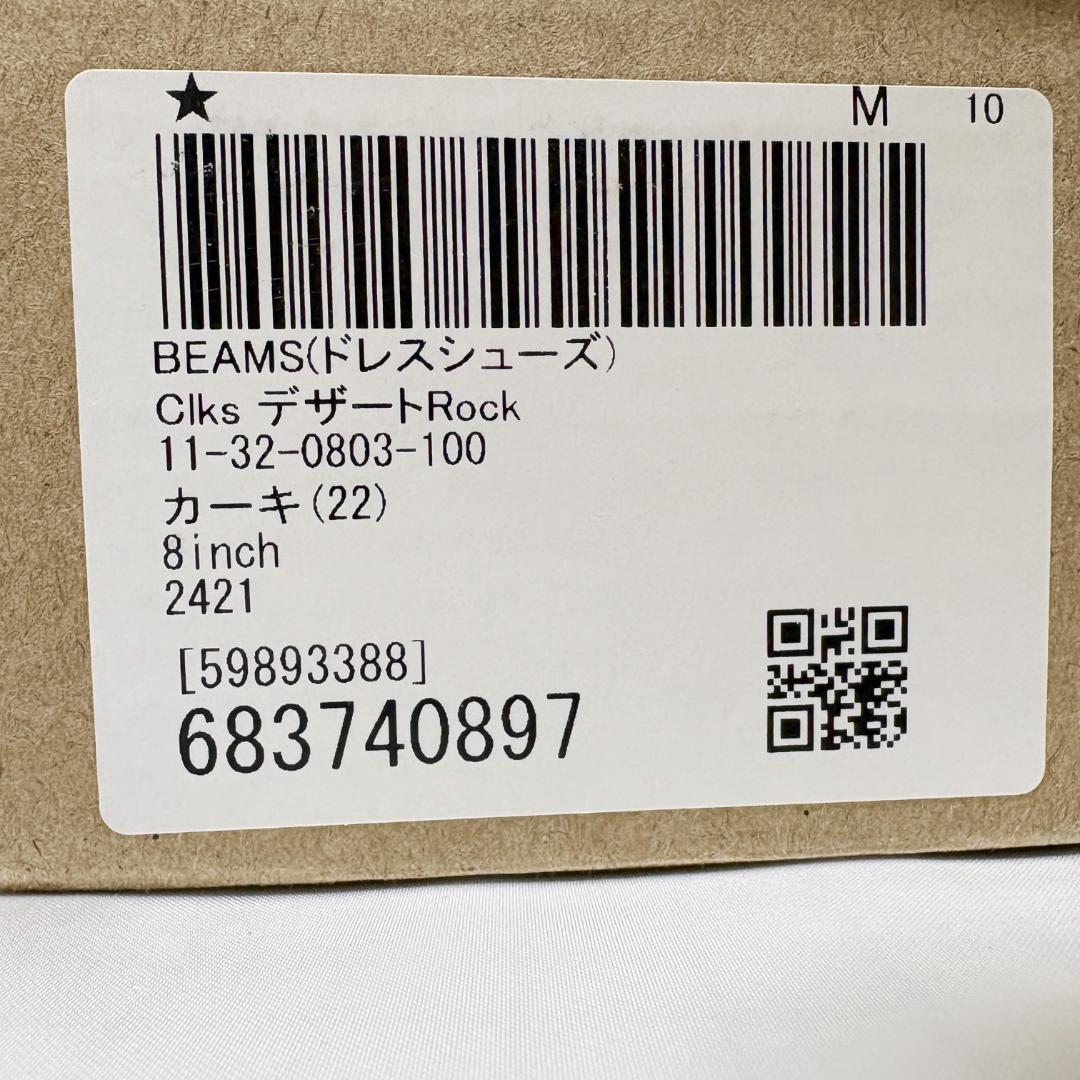 ★ M 10
BEAMS(ドレスシューズ)
Clks デザートRock
11-32-0803-100
カーキ(22)
8inch
2421
[59893388]
683740897